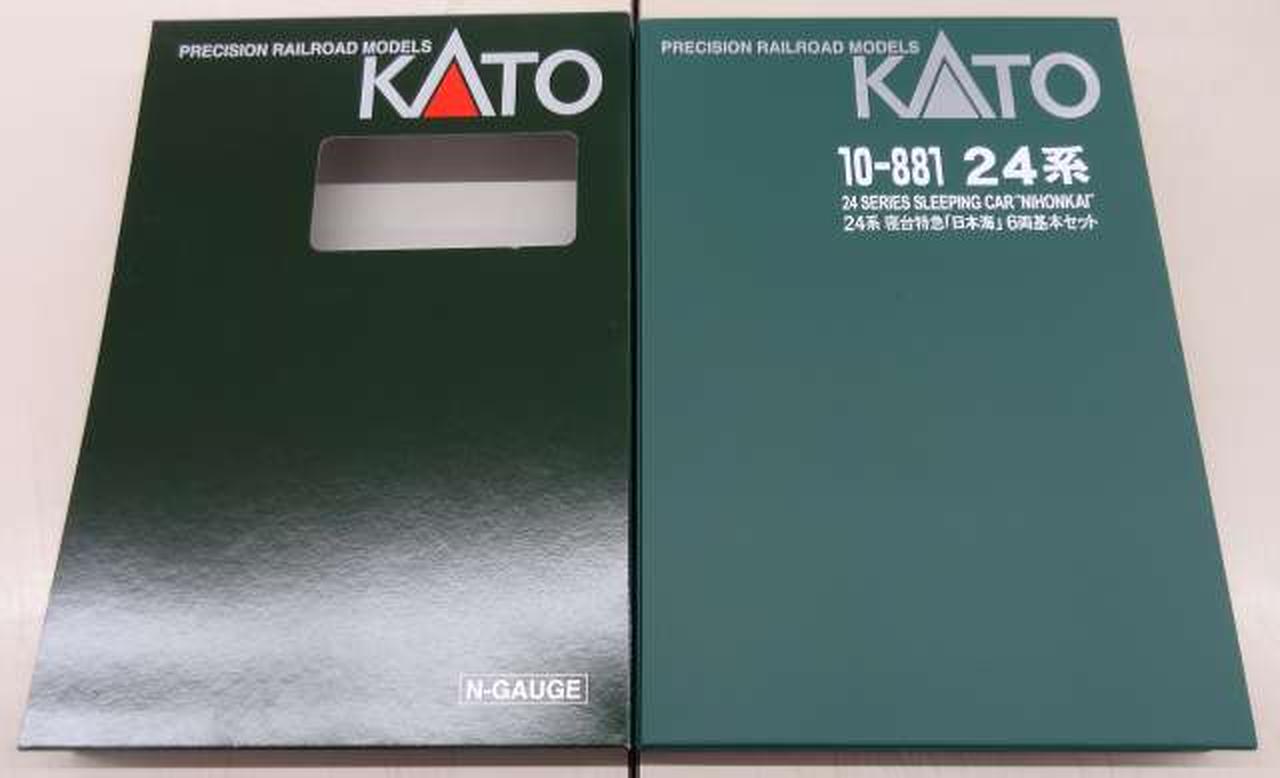 PRECISION RAILROAD MODELS
KATO
N-GAUGE
PRECISION RAILROAD MODELS
KATO
10-881 24系
24 SERIES SLEEPING CAR "NIHONKAI"
24系 寝台特急「日本海」 6両基本セット